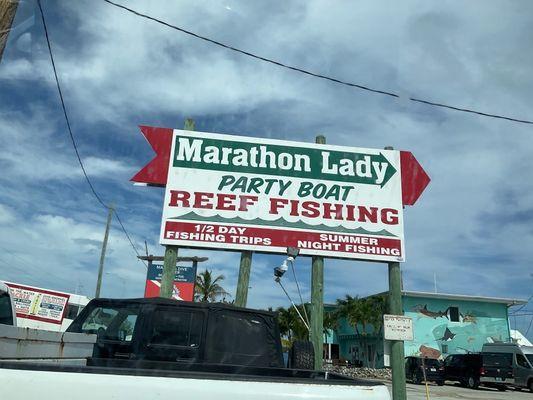 Marathon Lady
PARTY BOAT
REEF FISHING
1/2 DAY
FISHING TRIPS
SUMMER
NIGHT FISHING